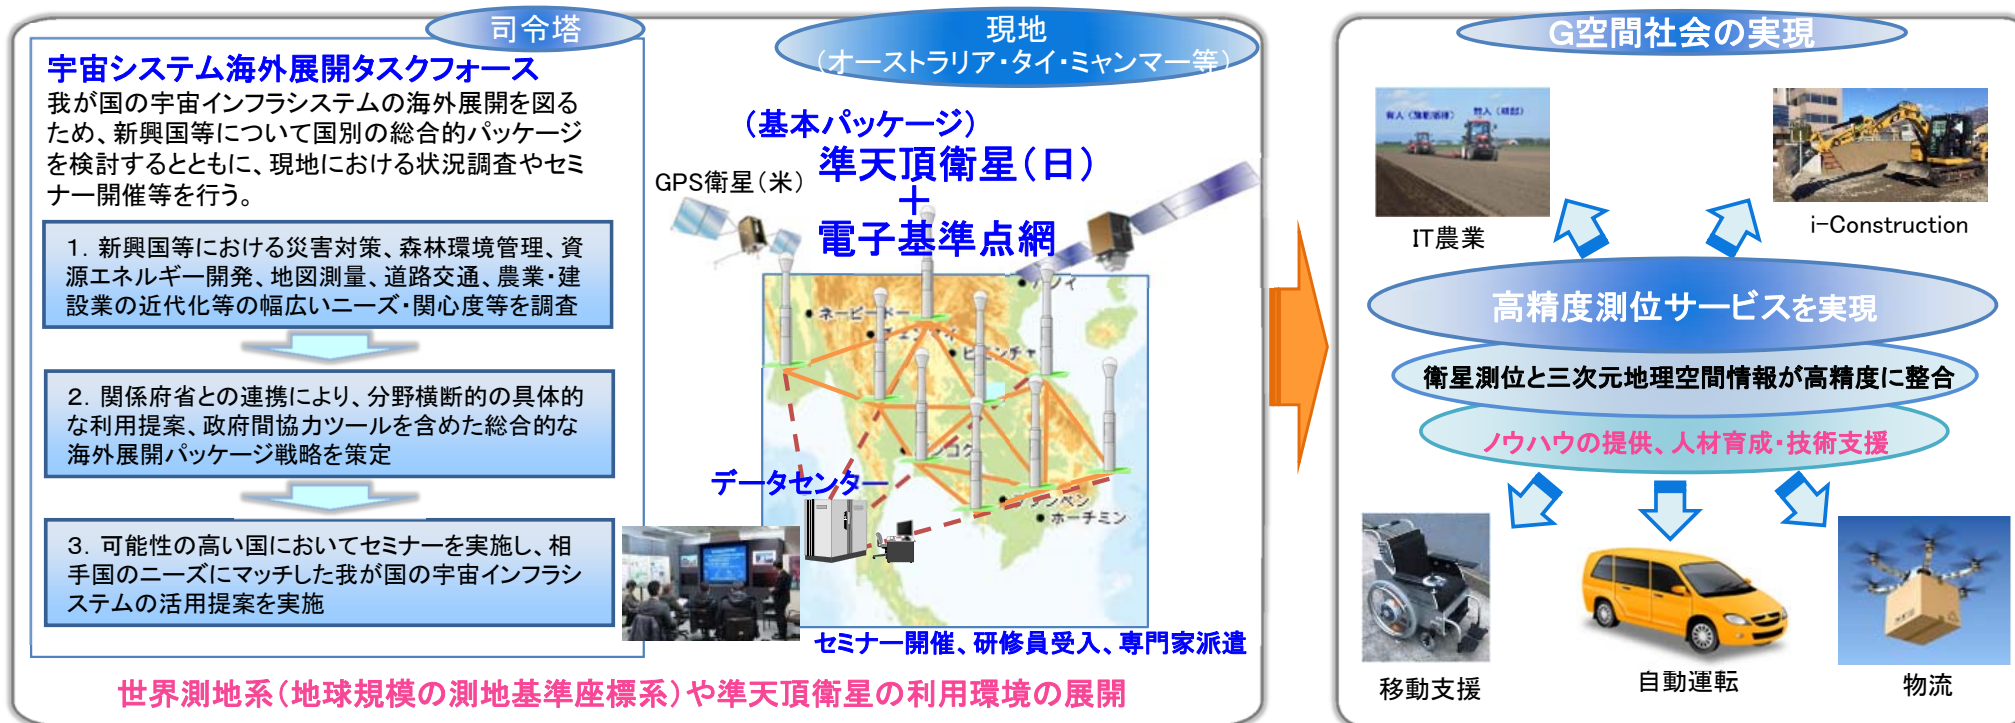 司令塔
宇宙システム海外展開タスクフォース
我が国の宇宙インフラシステムの海外展開を図る
ため、新興国等について国別の総合的パッケージ
を検討するとともに、現地における状況調査やセミ
ナー開催等を行う。
１．新興国等における災害対策、森林環境管理、資
源エネルギー開発、地図測量、道路交通、農業・建
設業の近代化等の幅広いニーズ・関心度等を調査
２．関係府省との連携により、分野横断的の具体的
な利用提案、政府間協力ツールを含めた総合的な
海外展開パッケージ戦略を策定
３．可能性の高い国においてセミナーを実施し、相
手国のニーズにマッチした我が国の宇宙インフラシ
ステムの活用提案を実施
現地
（オーストラリア・タイ・ミャンマー等）
（基本パッケージ）
GPS衛星（米）
準天頂衛星（日）
＋
電子基準点網
ネーピードー
ホーチミン
データセンター
セミナー開催、研修員受入、専門家派遣
世界測地系（地球規模の測地基準座標系）や準天頂衛星の利用環境の展開
G空間社会の実現
IT農業
i-Construction
高精度測位サービスを実現
衛星測位と三次元地理空間情報が高精度に整合
ノウハウの提供、人材育成・技術支援
移動支援
自動運転
物流